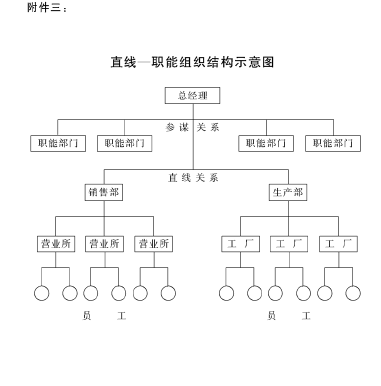 附件三：
直线—职能组织结构示意图
总经理
参谋 关系
职能部门 职能部门 职能部门 职能部门
直线关系
销售部 生产部
营业所 营业所 营业所 工厂 工厂 工厂
员工 员工